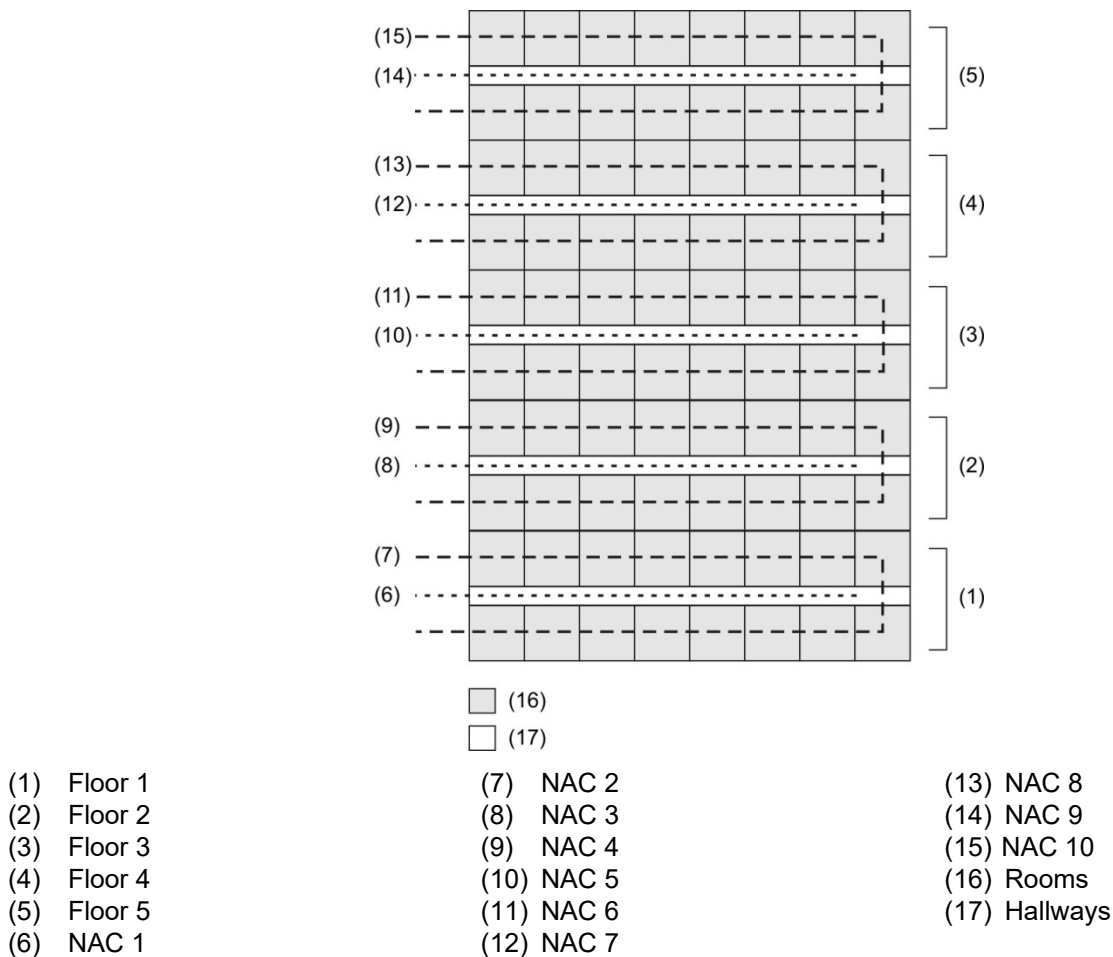 (15)
(14)
(5)
(13)
(12)
(4)
(11)
(10)
(3)
(9)
(8)
(2)
(7)
(6)
(1)
(16)
(17)
(1) Floor 1
(2) Floor 2
(3) Floor 3
(4) Floor 4
(5) Floor 5
(6) NAC 1
(7) NAC 2
(8) NAC 3
(9) NAC 4
(10) NAC 5
(11) NAC 6
(12) NAC 7
(13) NAC 8
(14) NAC 9
(15) NAC 10
(16) Rooms
(17) Hallways